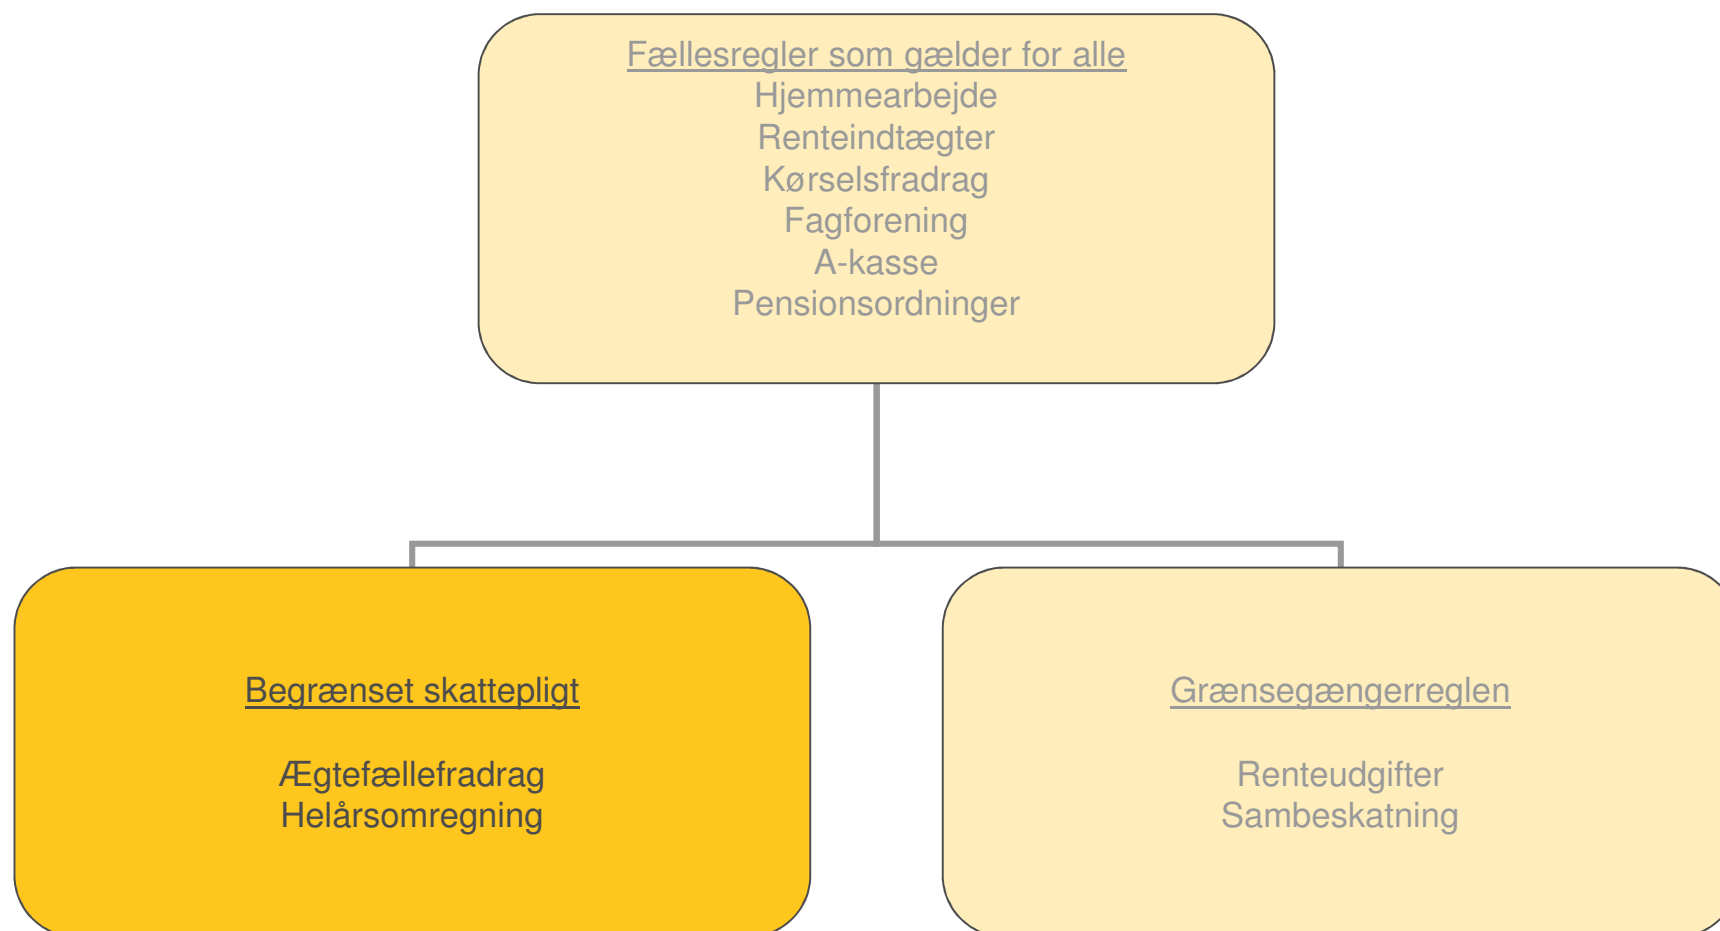 Fællesregler som gælder for alle
Hjemmearbejde
Renteindtægter
Kørselsfradrag
Fagforening
A-kasse
Pensionsordninger
Begrænset skattepligt
Ægtefællefradrag
Helårsomregning
Grænsegængerreglen
Renteudgifter
Sambeskatning